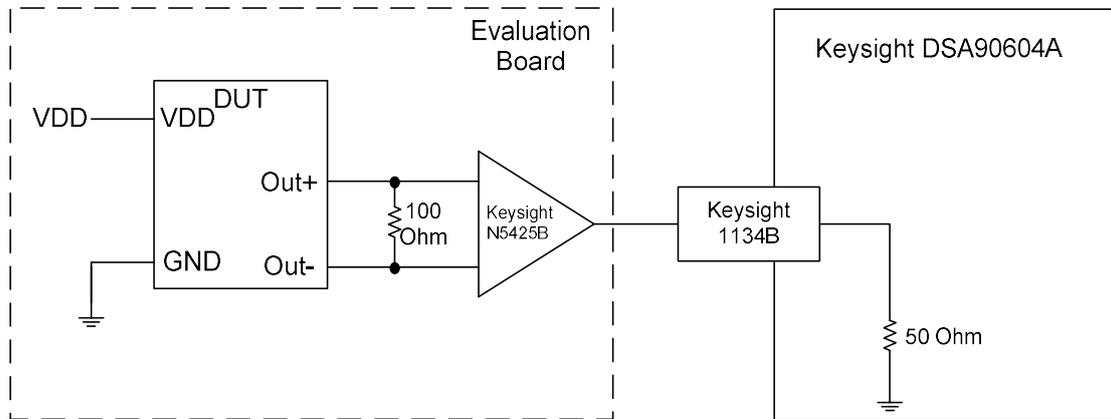 Evaluation
Board
Keysight DSA90604A
DUT
VDD
VDD
Out+
100
Ohm
Keysight
N5425B
Keysight
1134B
GND
Out-
50 Ohm